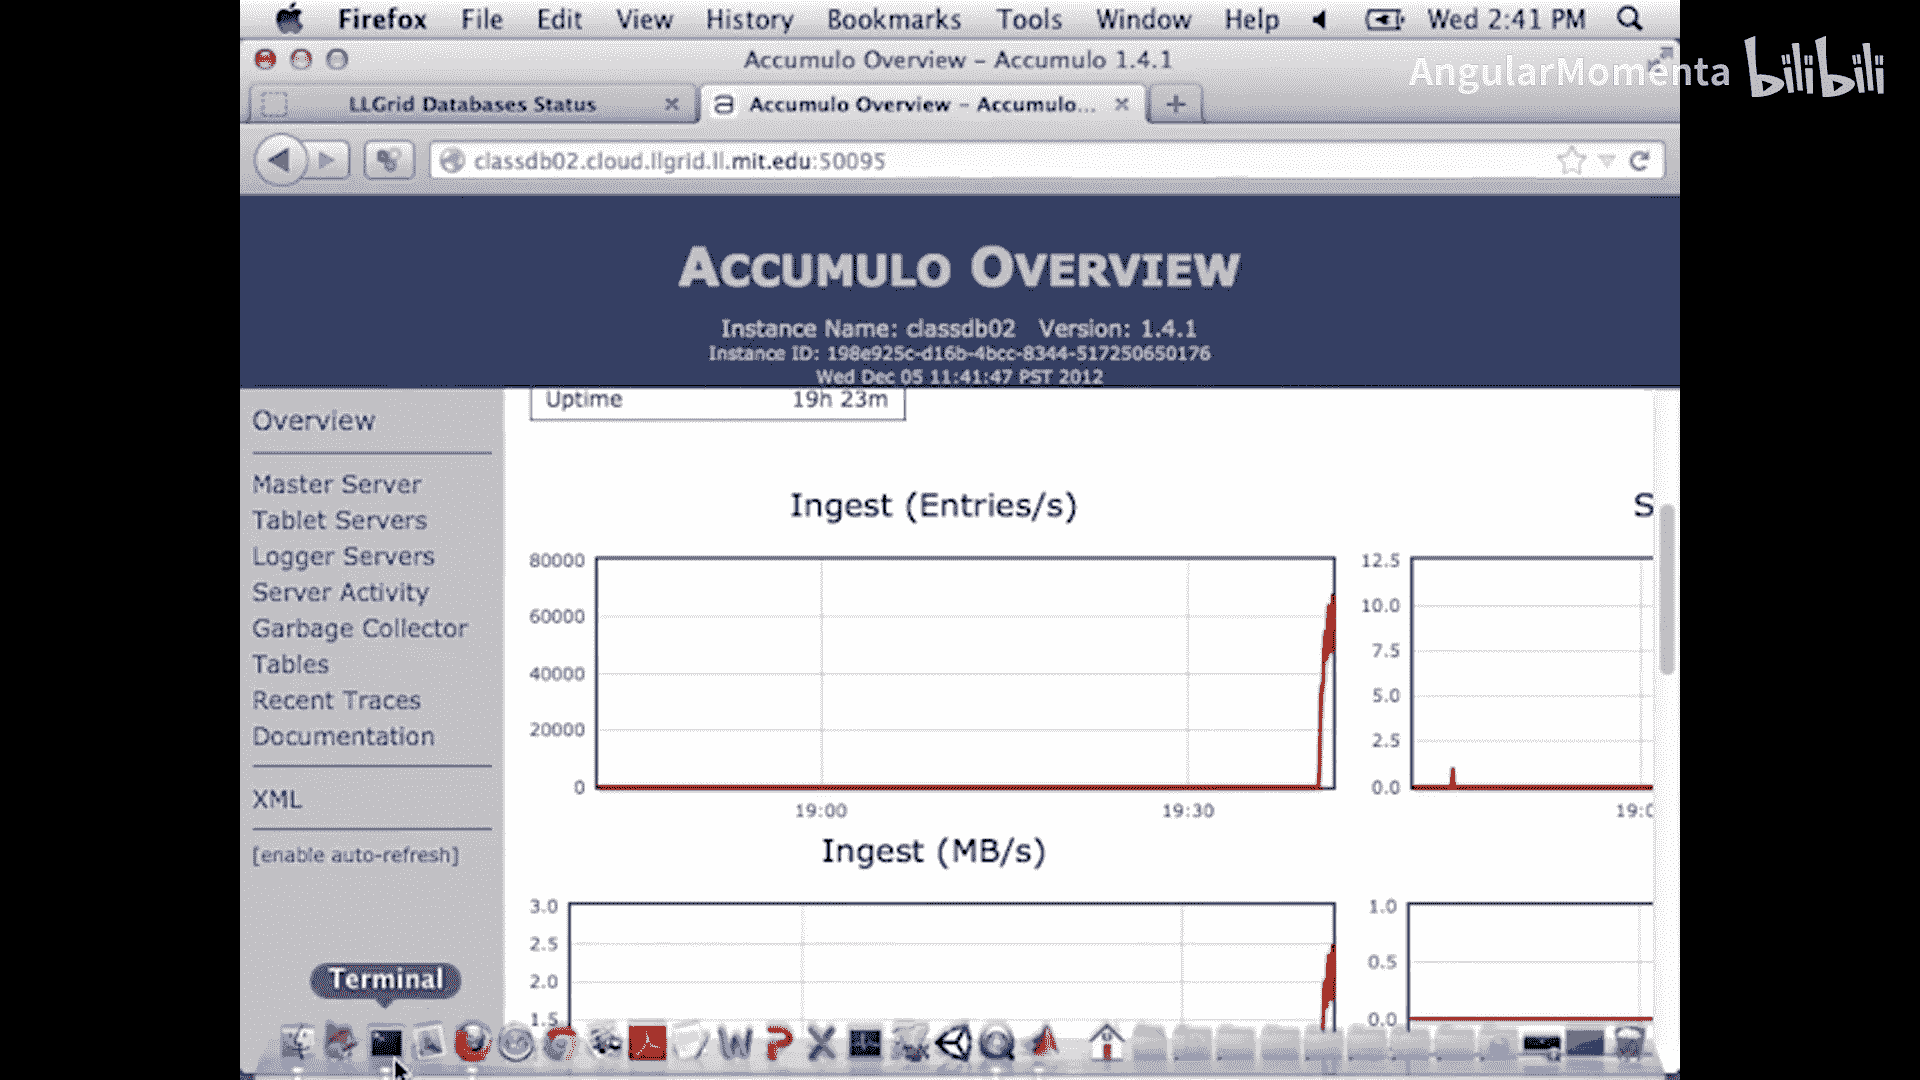 Firefox File Edit View History Bookmarks Tools Window Help Wed 2:41 PM
Accumulo Overview – Accumulo 1.4.1
AngularMomenta bilibili
LLGrid Databases Status
Accumulo Overview – Accumulo...
classdb02.cloud.llgrid.ll.mit.edu:50095
ACCUMULO OVERVIEW
Instance Name: classdb02 Version: 1.4.1
Instance ID: 198e925c-d16b-4bcc-8344-517250650176
Wed Dec 05 11:41:47 PST 2012
Overview
Master Server
Tablet Servers
Logger Servers
Server Activity
Garbage Collector
Tables
Recent Traces
Documentation
XML
[enable auto-refresh]
Uptime 19h 23m
Ingest (Entries/s)
80000
60000
40000
20000
0
19:00 19:30
S
12.5
10.0
7.5
5.0
2.5
0.0
19:0
Ingest (MB/s)
3.0
2.5
2.0
1.5
1.0
0.5
0.0
Terminal